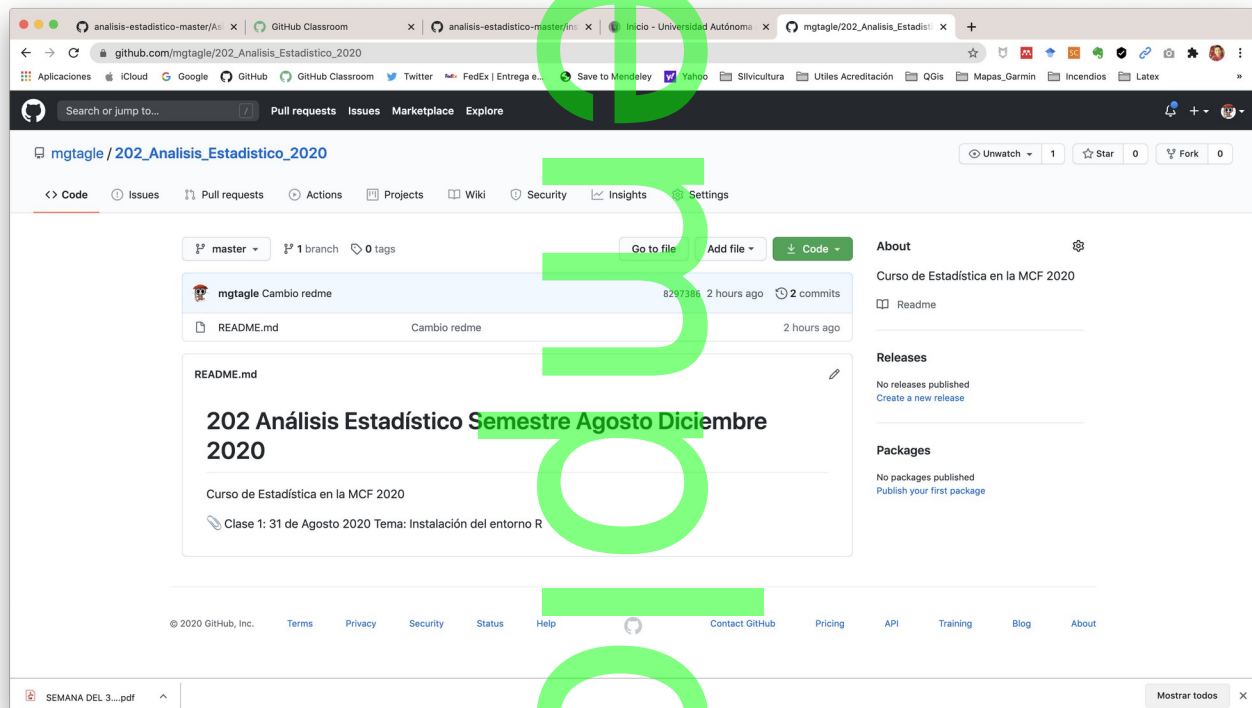 analisis-estadistico-master/As
GitHub Classroom
analisis-estadistico-master/ins
Inicio - Universidad Autónoma
mgtagle/202_Analisis_Estadisti
github.com/mgtagle/202_Analisis_Estadistico_2020
Aplicaciones iCloud Google GitHub GitHub Classroom Twitter FedEx | Entrega e... Save to Mendeley Yahoo SIlvicultura Utiles Acreditación QGis Mapas_Garmin Incendios Latex »
Search or jump to... / Pull requests Issues Marketplace Explore
mgtagle / 202_Analisis_Estadistico_2020
Unwatch 1 Star 0 Fork 0
<> Code Issues Pull requests Actions Projects Wiki Security Insights Settings
master 1 branch 0 tags Go to file Add file Code
mgtagle Cambio redme 8297386 2 hours ago 2 commits
README.md Cambio redme 2 hours ago
README.md
202 Análisis Estadístico Semestre Agosto Diciembre
2020
Curso de Estadística en la MCF 2020
Clase 1: 31 de Agosto 2020 Tema: Instalación del entorno R
About
Curso de Estadística en la MCF 2020
Readme
Releases
No releases published
Create a new release
Packages
No packages published
Publish your first package
© 2020 GitHub, Inc. Terms Privacy Security Status Help Contact GitHub Pricing API Training Blog About
SEMANA DEL 3....pdf
Mostrar todos